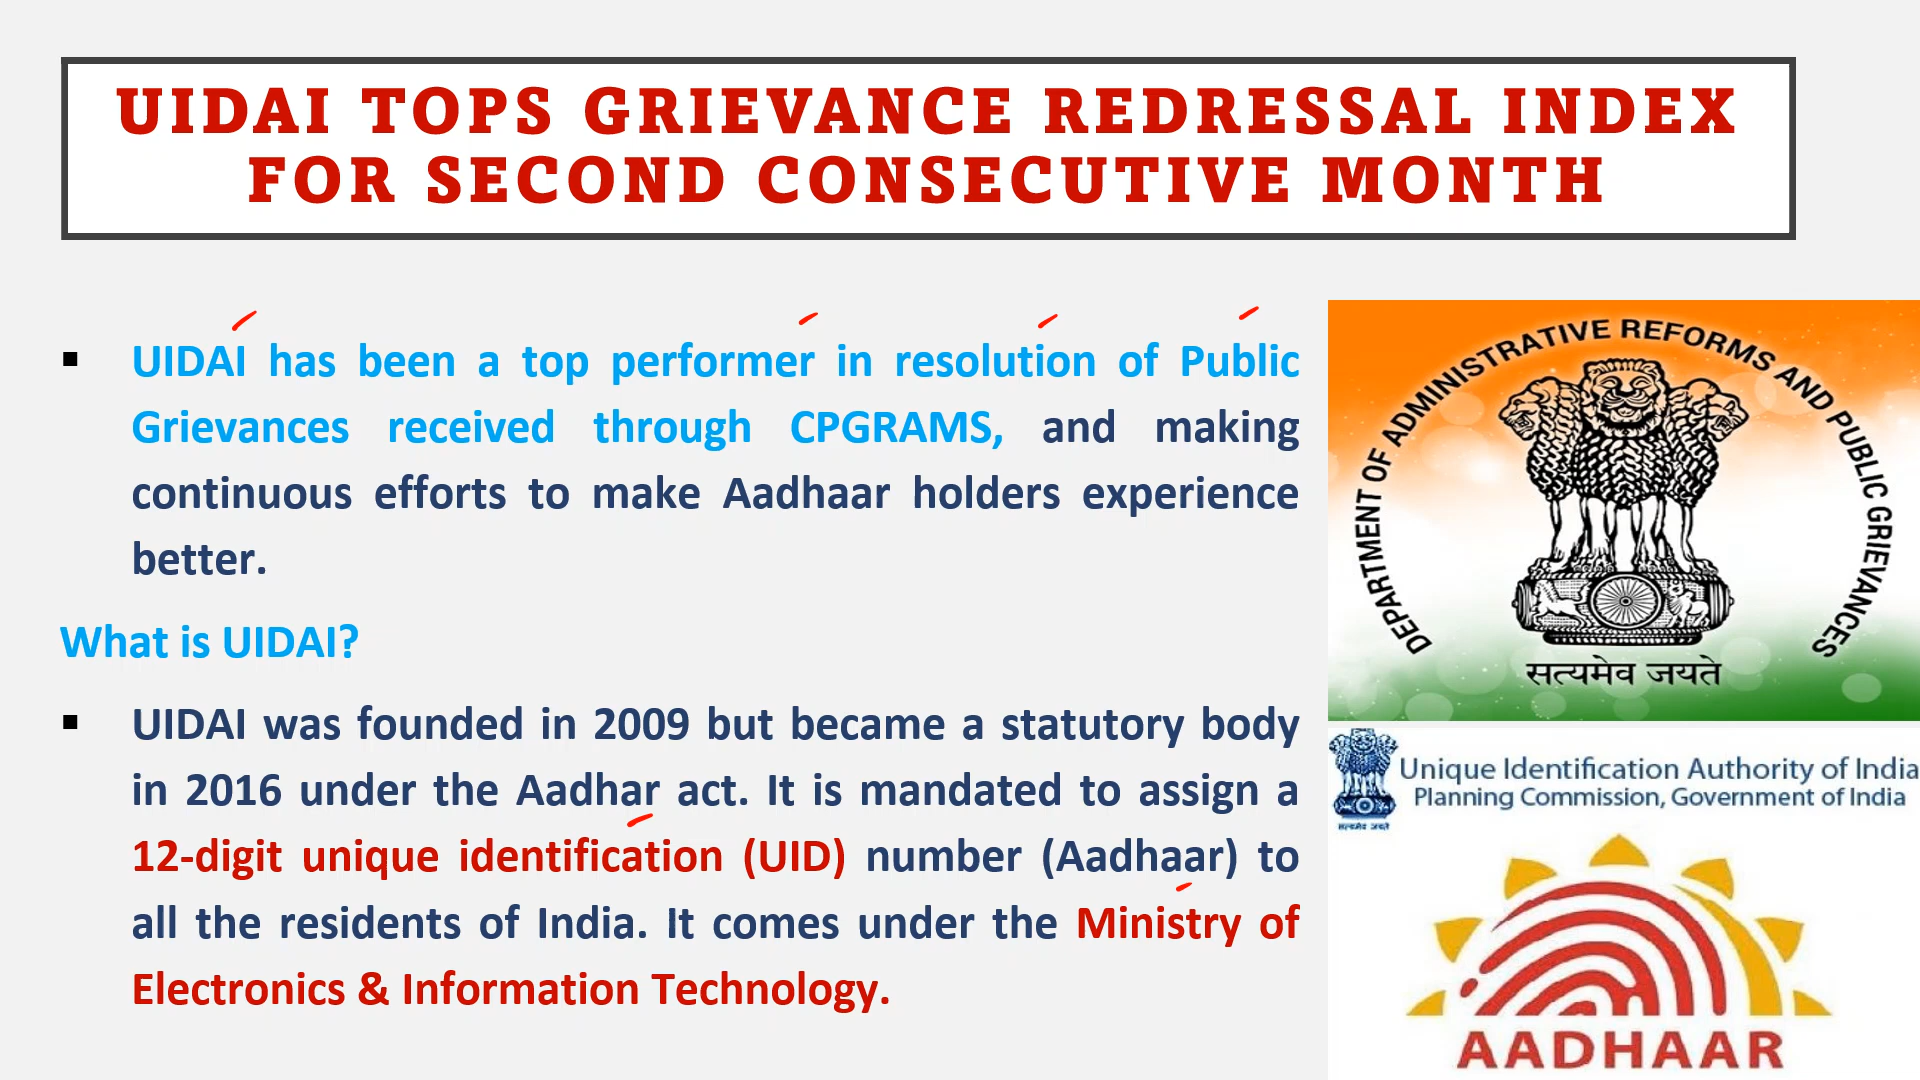 UIDAI TOPS GRIEVANCE REDRESSAL INDEX
FOR SECOND CONSECUTIVE MONTH
UIDAI has been a top performer in resolution of Public
Grievances received through CPGRAMS, and making
continuous efforts to make Aadhaar holders experience
better.
What is UIDAI?
UIDAI was founded in 2009 but became a statutory body
in 2016 under the Aadhar act. It is mandated to assign a
12-digit unique identification (UID) number (Aadhaar) to
all the residents of India. It comes under the Ministry of
Electronics & Information Technology.
DEPARTMENT OF ADMINISTRATIVE REFORMS AND PUBLIC GRIEVANCES
सत्यमेव जयते
Unique Identification Authority of India
Planning Commission, Government of India
सत्यमेव जयते
AADHAAR